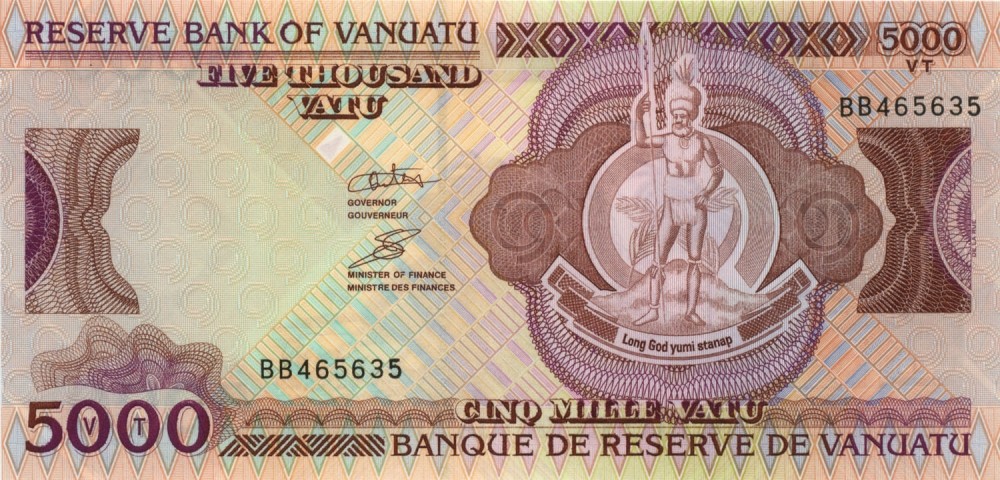 RESERVE BANK OF VANUATU
5000
VT
FIVE THOUSAND
VATU
BB465635
GOVERNOR
GOUVERNEUR
MINISTER OF FINANCE
MINISTRE DES FINANCES
Long God yumi stanap
BB465635
CINQ MILLE VATU
5000
VT
BANQUE DE RESERVE DE VANUATU